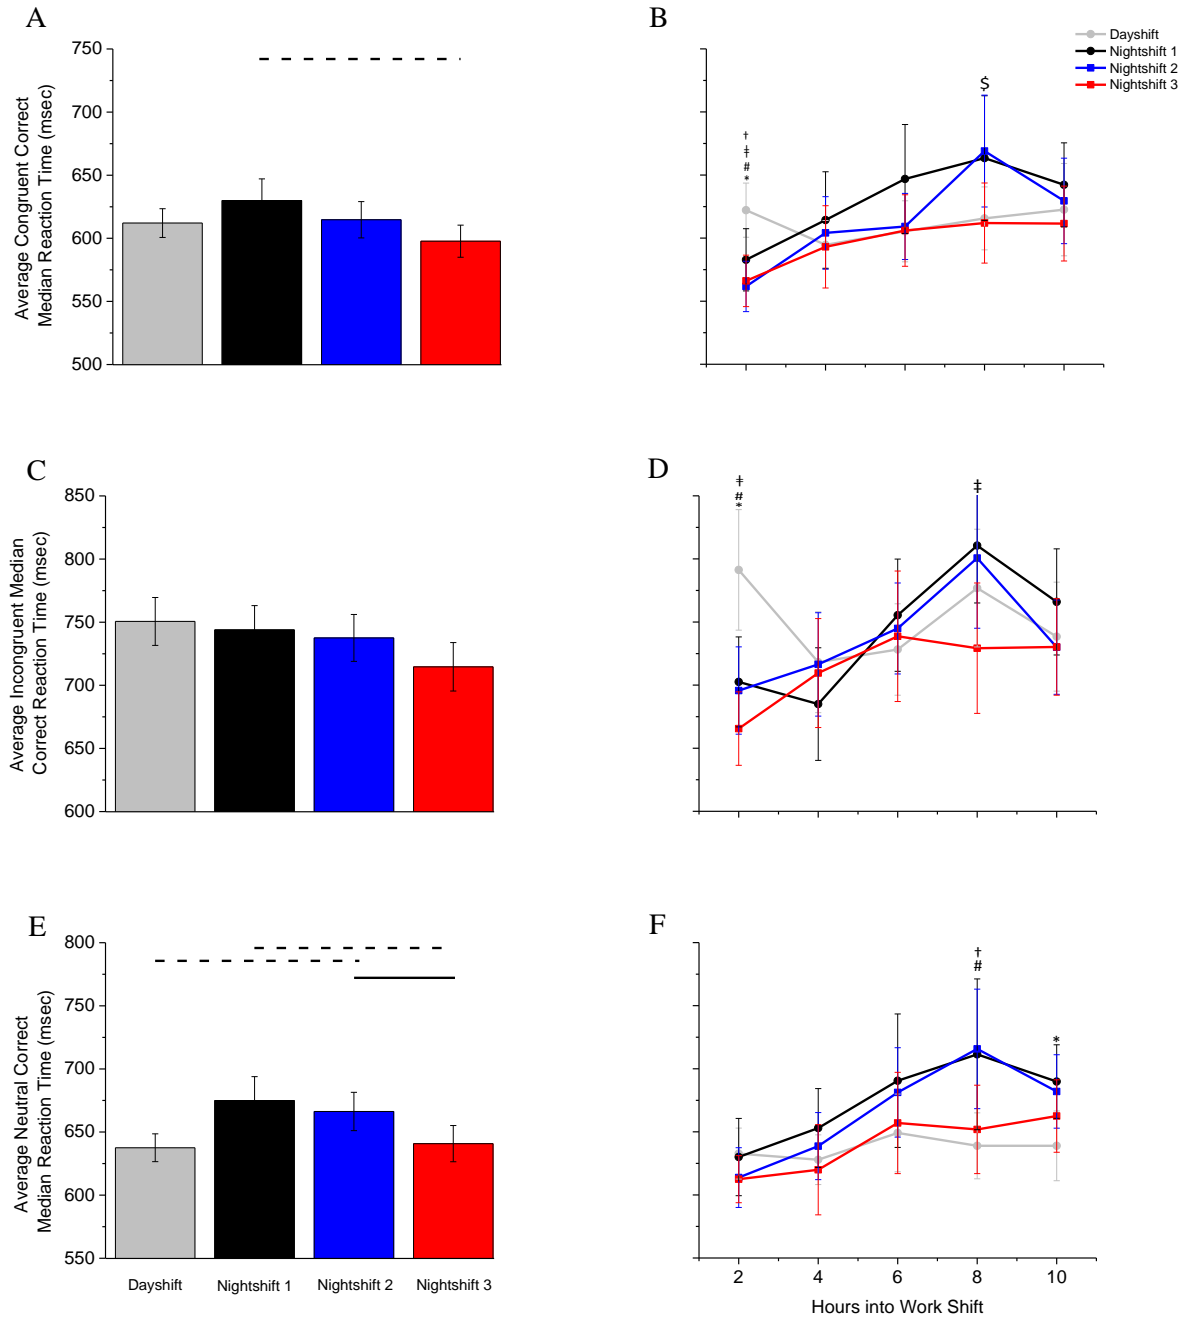 A
Average Congruent Correct
Median Reaction Time (msec)
750
700
650
600
550
500
B
Dayshift
Nightshift 1
Nightshift 2
Nightshift 3
†
‡
#
*
$
C
Average Incongruent Median
Correct Reaction Time (msec)
850
800
750
700
650
600
D
‡
#
*
‡
E
Average Neutral Correct
Median Reaction Time (msec)
800
750
700
650
600
550
Dayshift Nightshift 1 Nightshift 2 Nightshift 3
F
†
#
*
2 4 6 8 10
Hours into Work Shift